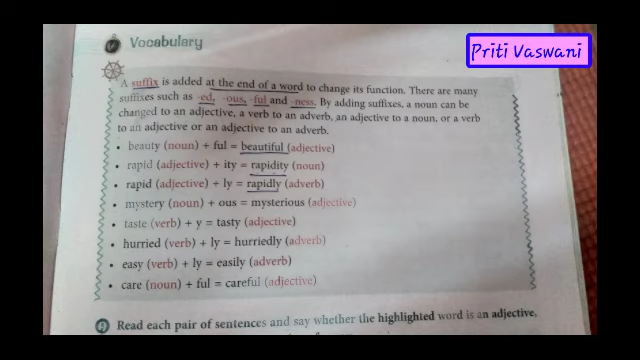 Vocabulary
Priti Vaswani
A suffix is added at the end of a word to change its function. There are many
suffixes such as -ed, -ous, -ful and -ness. By adding suffixes, a noun can be
changed to an adjective, a verb to an adverb, an adjective to a noun, or a verb
to an adjective or an adjective to an adverb.
• beauty (noun) + ful = beautiful (adjective)
• rapid (adjective) + ity = rapidity (noun)
• rapid (adjective) + ly = rapidly (adverb)
• mystery (noun) + ous = mysterious (adjective)
• taste (verb) + y = tasty (adjective)
• hurried (verb) + ly = hurriedly (adverb)
• easy (verb) + ly = easily (adverb)
• care (noun) + ful = careful (adjective)
A Read each pair of sentences and say whether the highlighted word is an adjective,